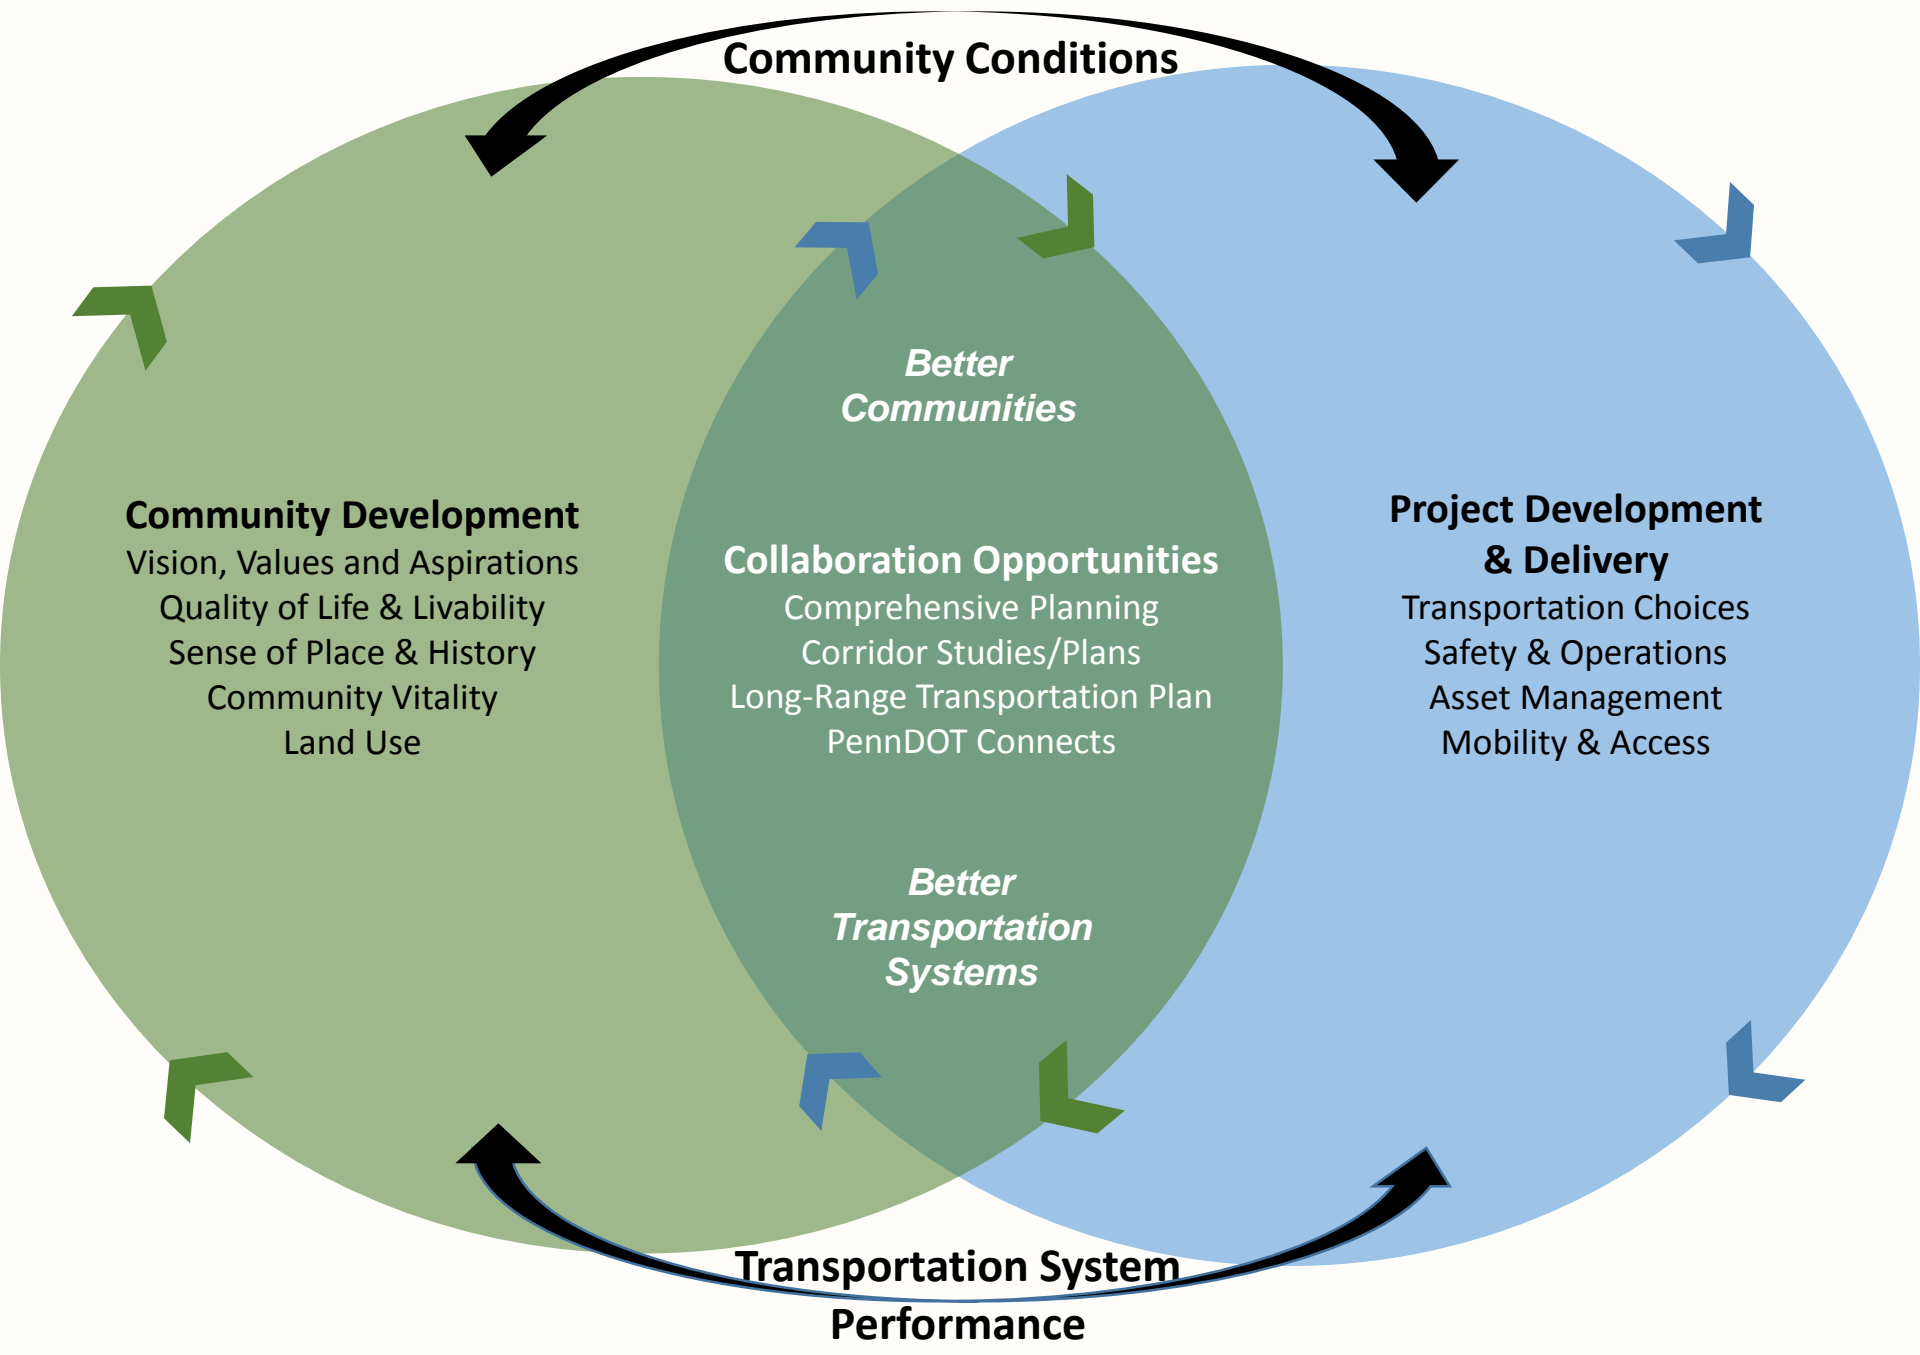 Community Conditions
Better
Communities
Community Development
Vision, Values and Aspirations
Quality of Life & Livability
Sense of Place & History
Community Vitality
Land Use
Collaboration Opportunities
Comprehensive Planning
Corridor Studies/Plans
Long-Range Transportation Plan
PennDOT Connects
Project Development
& Delivery
Transportation Choices
Safety & Operations
Asset Management
Mobility & Access
Better
Transportation
Systems
Transportation System
Performance